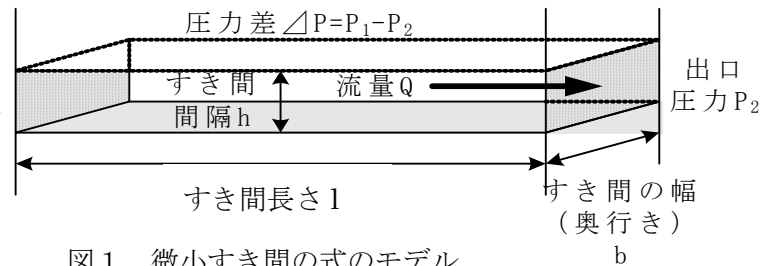 圧力差⊿P=P₁−P₂
すき間
間隔h
流量Q
出口
圧力P₂
すき間長さl
すき間の幅
(奥行き)
b
図1 微小すき間の式のモデル